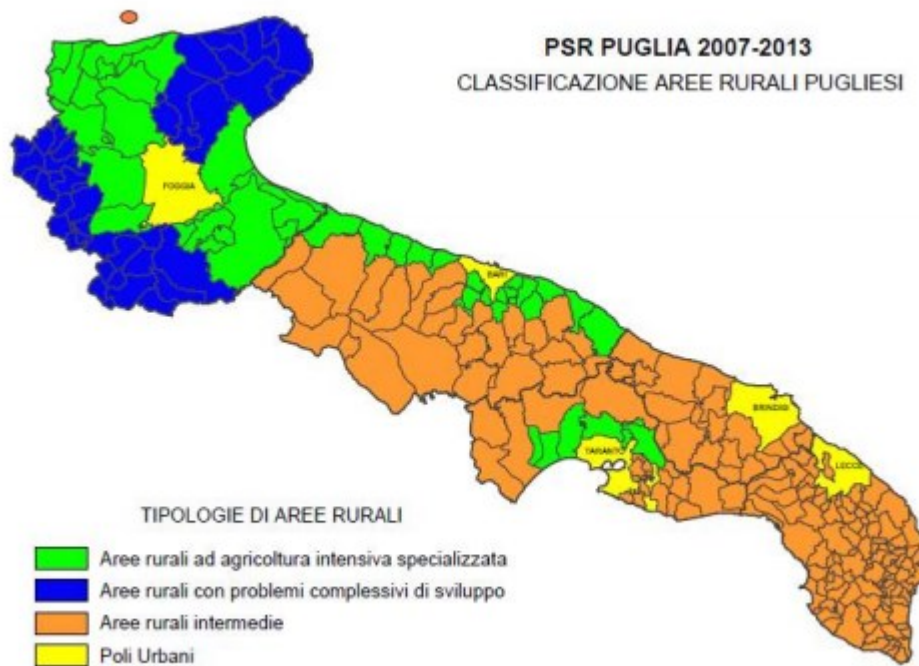 PSR PUGLIA 2007-2013
CLASSIFICAZIONE AREE RURALI PUGLIESI
FOGGIA
BARI
BRINDISI
LECCE
TARANTO
TIPOLOGIE DI AREE RURALI
Aree rurali ad agricoltura intensiva specializzata
Aree rurali con problemi complessivi di sviluppo
Aree rurali intermedie
Poli Urbani